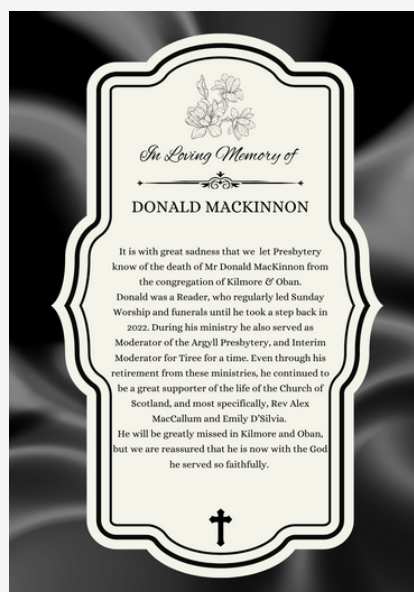 In Loving Memory of
DONALD MACKINNON
It is with great sadness that we let Presbytery
know of the death of Mr Donald MacKinnon from
the congregation of Kilmore & Oban.
Donald was a Reader, who regularly led Sunday
Worship and funerals until he took a step back in
2022. During his ministry he also served as
Moderator of the Argyll Presbytery, and Interim
Moderator for Tiree for a time. Even through his
retirement from these ministries, he continued to
be a great supporter of the life of the Church of
Scotland, and most specifically, Rev Alex
MacCallum and Emily D'Silvia.
He will be greatly missed in Kilmore and Oban,
but we are reassured that he is now with the God
he served so faithfully.